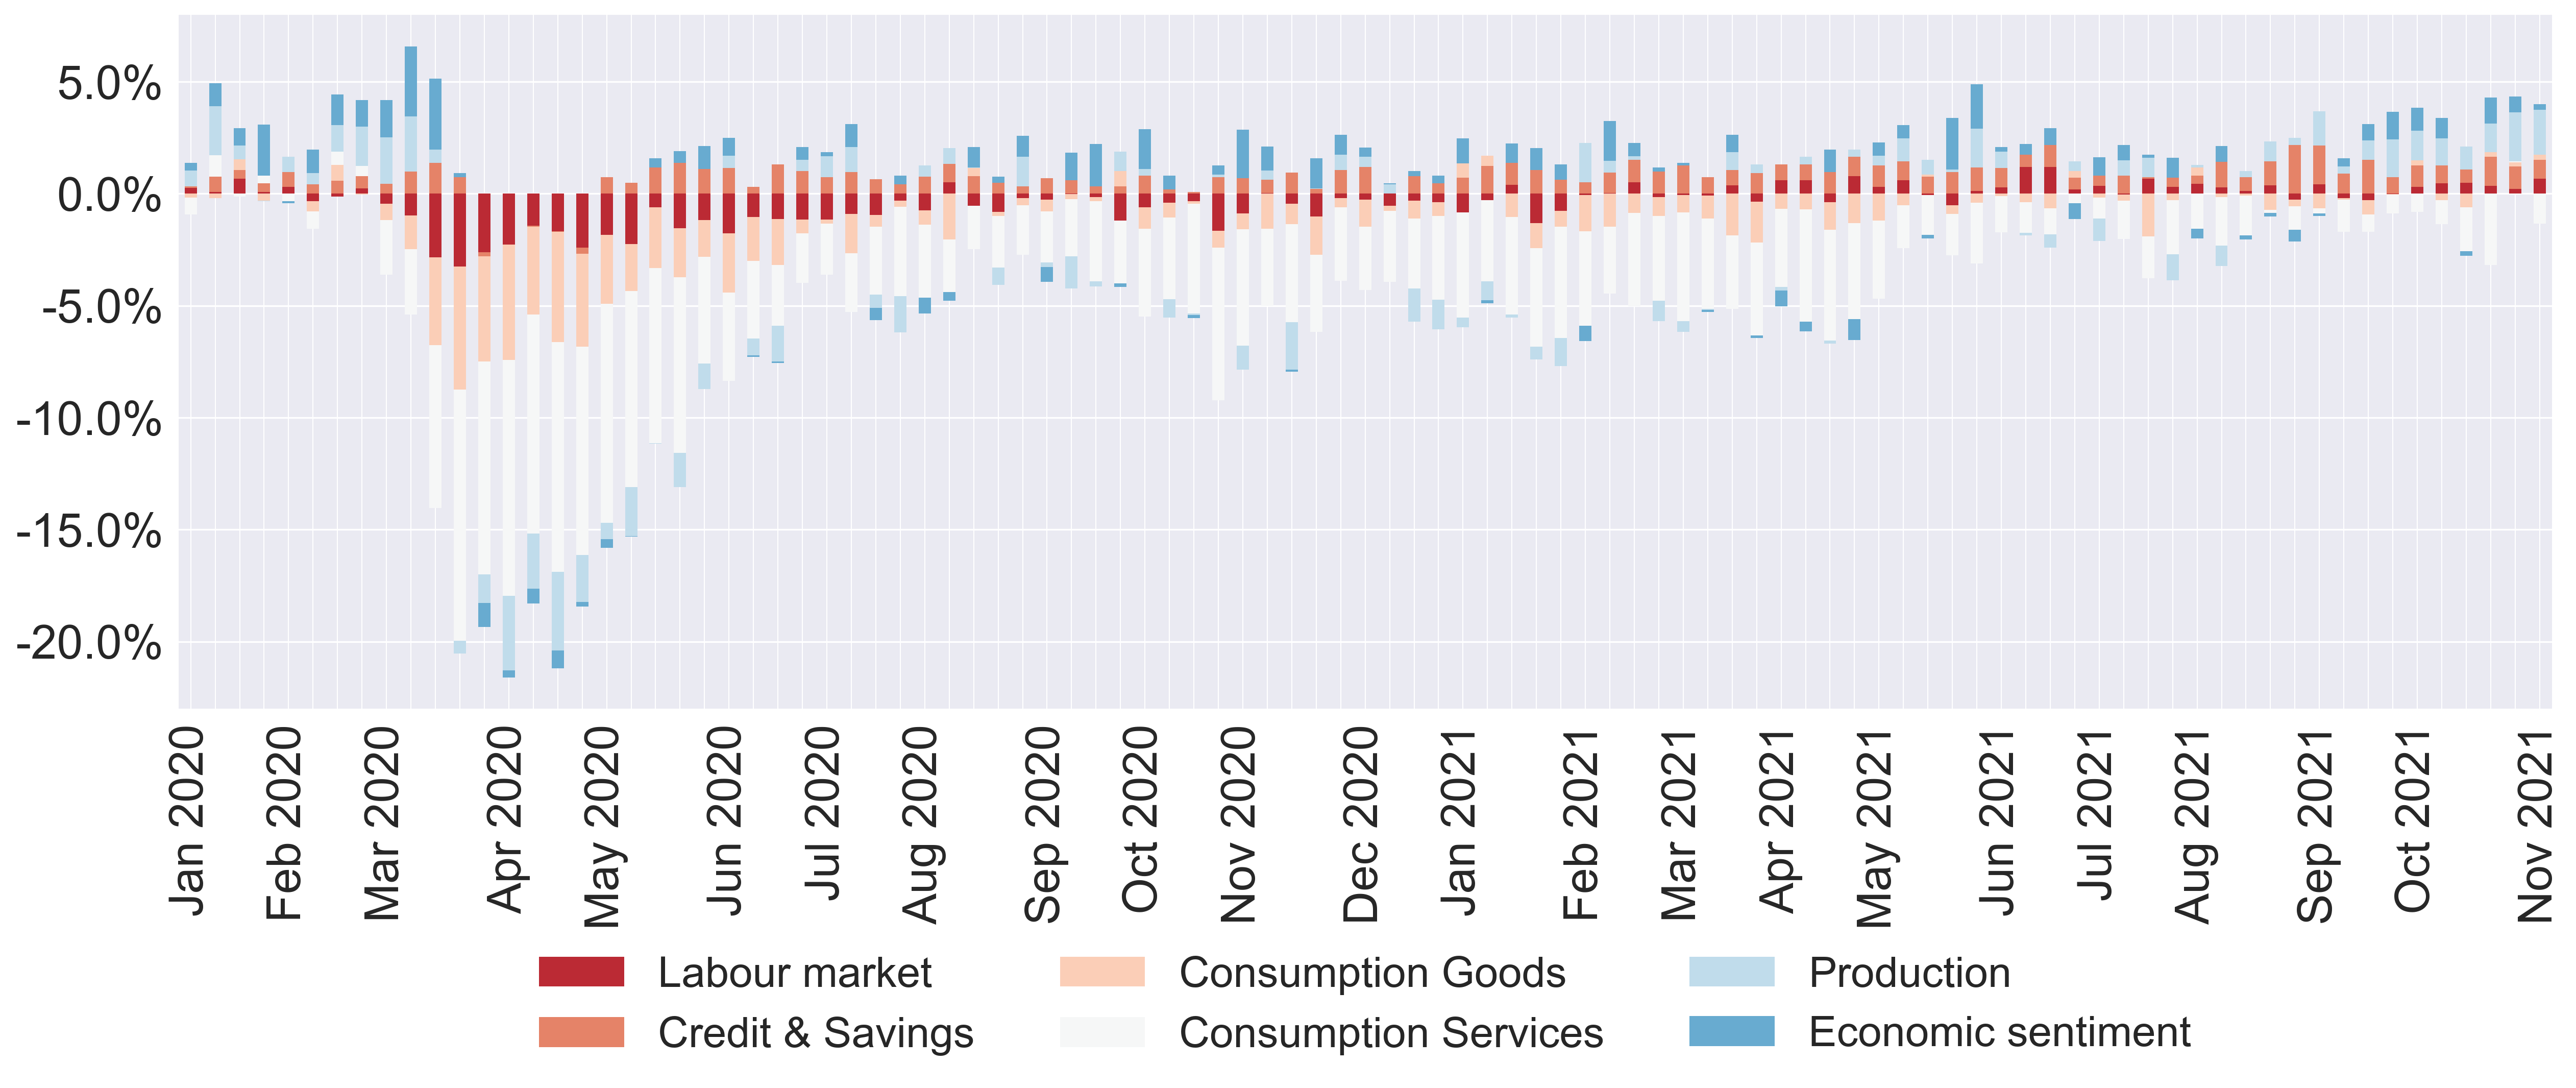 5.0%
0.0%
-5.0%
-10.0%
-15.0%
-20.0%
Jan 2020
Feb 2020
Mar 2020
Apr 2020
May 2020
Jun 2020
Jul 2020
Aug 2020
Sep 2020
Oct 2020
Nov 2020
Dec 2020
Jan 2021
Feb 2021
Mar 2021
Apr 2021
May 2021
Jun 2021
Jul 2021
Aug 2021
Sep 2021
Oct 2021
Nov 2021
Labour market
Consumption Goods
Production
Credit & Savings
Consumption Services
Economic sentiment